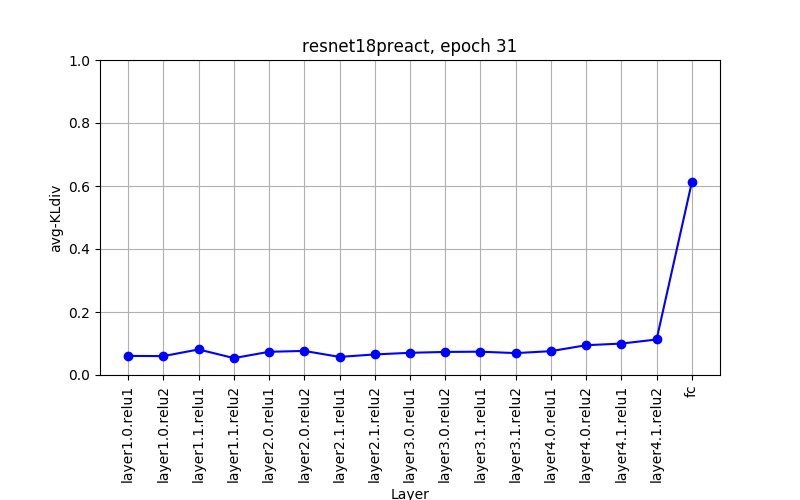 resnet18preact, epoch 31
avg-KLdiv
1.0
0.8
0.6
0.4
0.2
0.0
layer1.0.relu1
layer1.0.relu2
layer1.1.relu1
layer1.1.relu2
layer2.0.relu1
layer2.0.relu2
layer2.1.relu1
layer2.1.relu2
layer3.0.relu1
layer3.0.relu2
layer3.1.relu1
layer3.1.relu2
layer4.0.relu1
layer4.0.relu2
layer4.1.relu1
layer4.1.relu2
fc
Layer